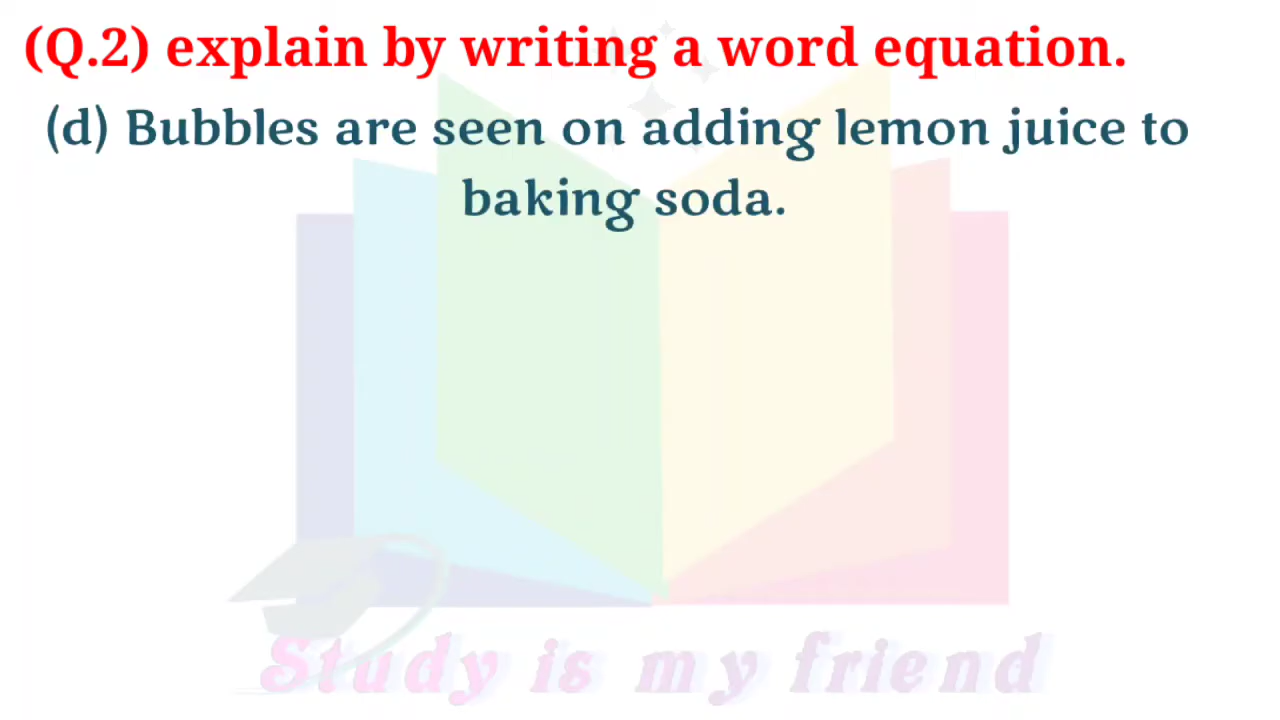 (Q.2) explain by writing a word equation.
(d) Bubbles are seen on adding lemon juice to
baking soda.
Study is my friend